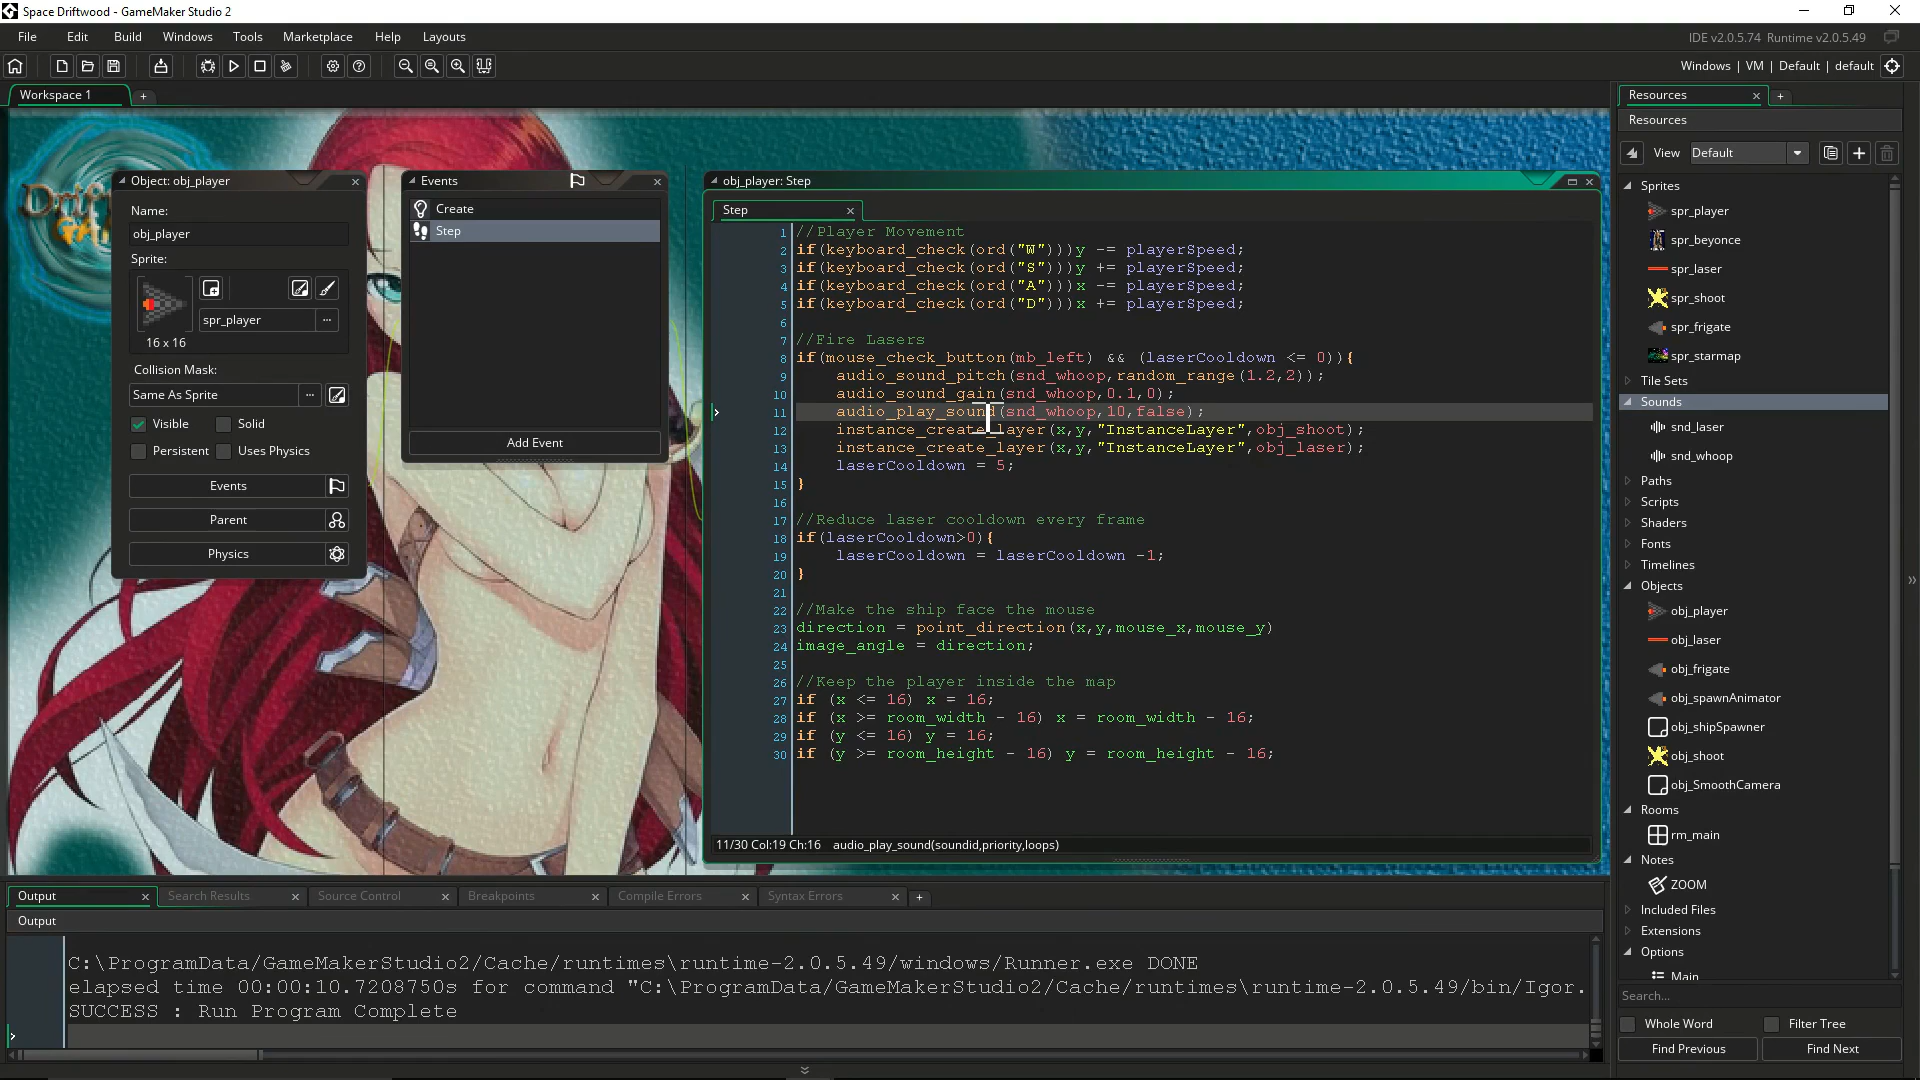 Space Driftwood - GameMaker Studio 2
File Edit Build Windows Tools Marketplace Help Layouts
IDE v2.0.5.74 Runtime v2.0.5.49
Windows | VM | Default | default
Workspace 1
Object: obj_player
Name:
obj_player
Sprite:
spr_player
16 x 16
Collision Mask:
Same As Sprite
Visible Solid
Persistent Uses Physics
Events
Parent
Physics
Events
Create
Step
Add Event
obj_player: Step
Step
1 //Player Movement
2 if(keyboard_check(ord("W")))y -= playerSpeed;
3 if(keyboard_check(ord("S")))y += playerSpeed;
4 if(keyboard_check(ord("A")))x -= playerSpeed;
5 if(keyboard_check(ord("D")))x += playerSpeed;
6
7 //Fire Lasers
8 if(mouse_check_button(mb_left) && (laserCooldown <= 0)){
9 audio_sound_pitch(snd_whoop,random_range(1.2,2));
10 audio_sound_gain(snd_whoop,0.1,0);
11 audio_play_sound(snd_whoop,10,false);
12 instance_create_layer(x,y,"InstanceLayer",obj_shoot);
13 instance_create_layer(x,y,"InstanceLayer",obj_laser);
14 laserCooldown = 5;
15 }
16
17 //Reduce laser cooldown every frame
18 if(laserCooldown>0){
19 laserCooldown = laserCooldown -1;
20 }
21
22 //Make the ship face the mouse
23 direction = point_direction(x,y,mouse_x,mouse_y)
24 image_angle = direction;
25
26 //Keep the player inside the map
27 if (x <= 16) x = 16;
28 if (x >= room_width - 16) x = room_width - 16;
29 if (y <= 16) y = 16;
30 if (y >= room_height - 16) y = room_height - 16;
11/30 Col:19 Ch:16 audio_play_sound(soundid,priority,loops)
Resources
Resources
View Default
Sprites
spr_player
spr_beyonce
spr_laser
spr_shoot
spr_frigate
spr_starmap
Tile Sets
Sounds
snd_laser
snd_whoop
Paths
Scripts
Shaders
Fonts
Timelines
Objects
obj_player
obj_laser
obj_frigate
obj_spawnAnimator
obj_shipSpawner
obj_shoot
obj_SmoothCamera
Rooms
rm_main
Notes
ZOOM
Included Files
Extensions
Options
Main
Search...
Whole Word Filter Tree
Find Previous Find Next
Output Search Results Source Control Breakpoints Compile Errors Syntax Errors
Output
C:\ProgramData/GameMakerStudio2/Cache/runtimes\runtime-2.0.5.49/windows/Runner.exe DONE
elapsed time 00:00:10.7208750s for command "C:\ProgramData/GameMakerStudio2/Cache/runtimes\runtime-2.0.5.49/bin/Igor.
SUCCESS : Run Program Complete